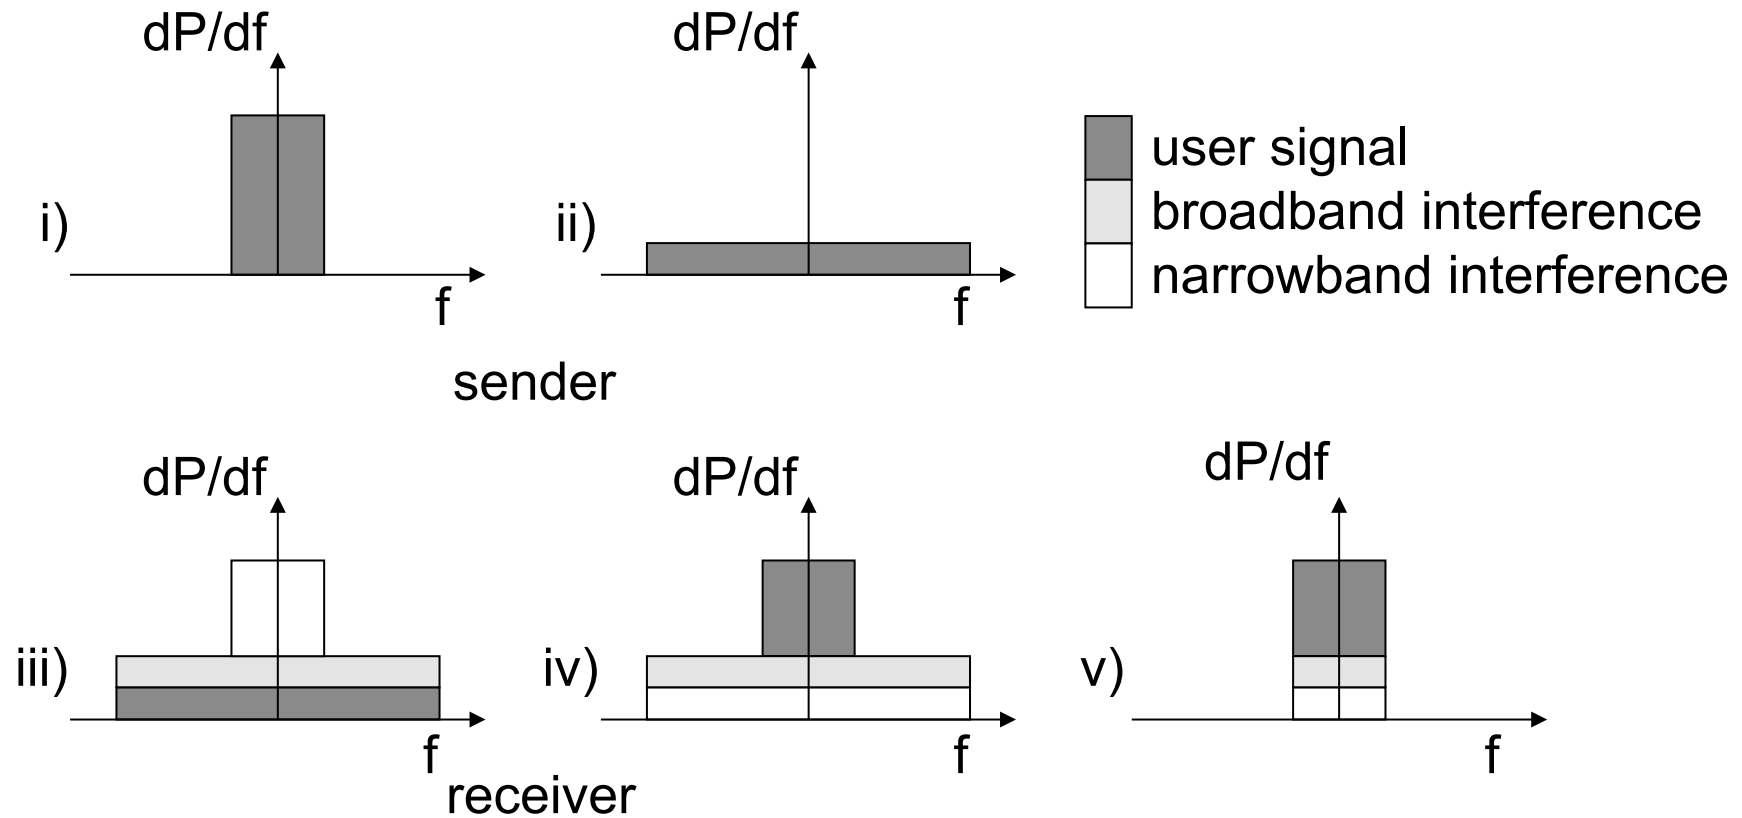 dP/df
dP/df
user signal
broadband interference
narrowband interference
i)
ii)
f
f
sender
dP/df
dP/df
dP/df
iii)
iv)
v)
f
f
f
receiver